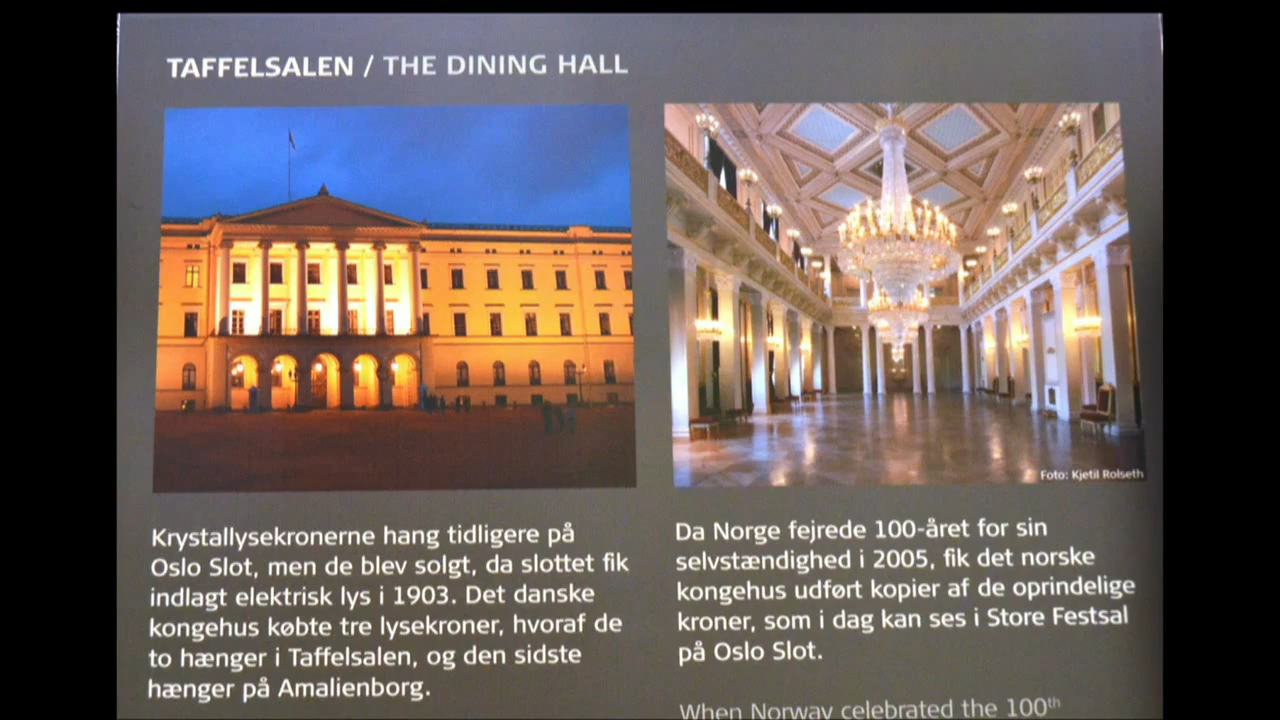 TAFFELSALEN / THE DINING HALL
Foto: Kjetil Rolseth
Krystallysekronerne hang tidligere på
Oslo Slot, men de blev solgt, da slottet fik
indlagt elektrisk lys i 1903. Det danske
kongehus købte tre lysekroner, hvoraf de
to hænger i Taffelsalen, og den sidste
hænger på Amalienborg.
Da Norge fejrede 100-året for sin
selvstændighed i 2005, fik det norske
kongehus udført kopier af de oprindelige
kroner, som i dag kan ses i Store Festsal
på Oslo Slot.
When Norway celebrated the 100th